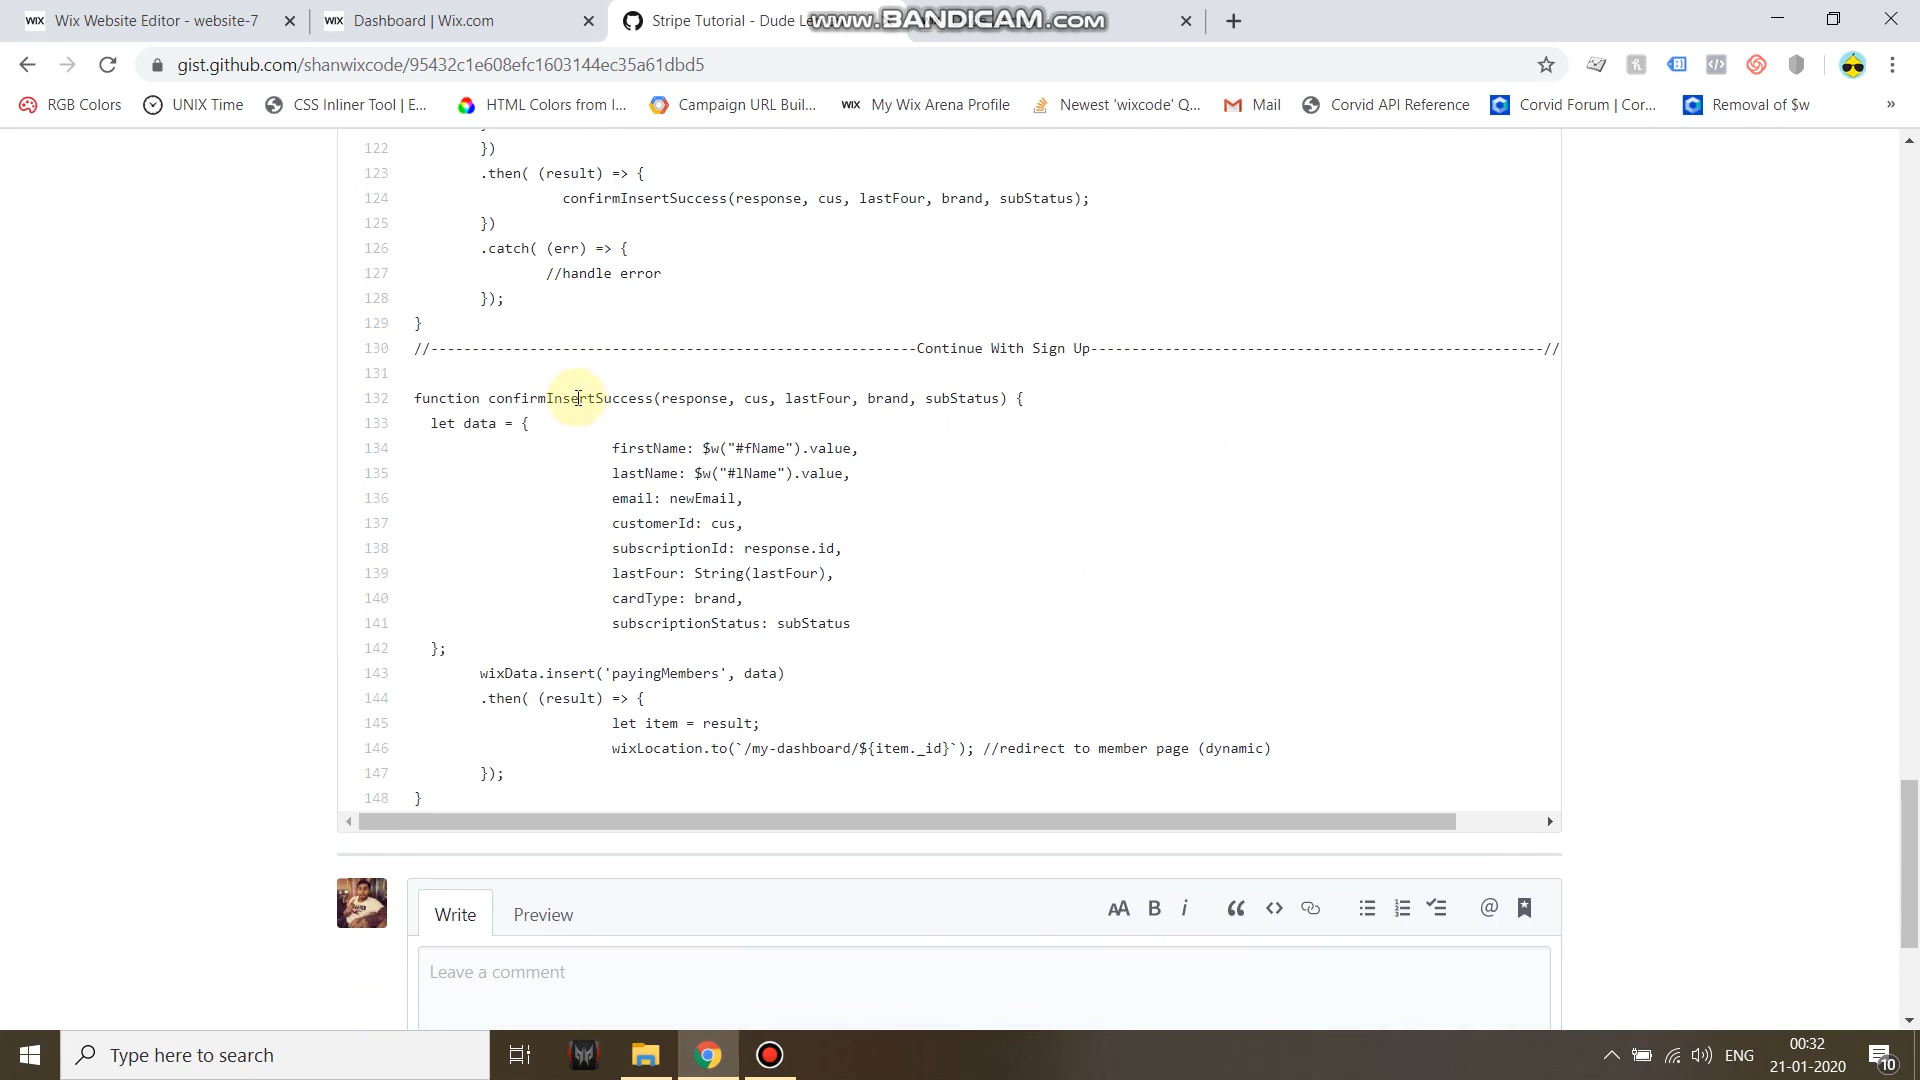 WIX Wix Website Editor - website-7
WIX Dashboard | Wix.com
Stripe Tutorial - Dude
www.BANDICAM.com
gist.github.com/shanwixcode/95432c1e608efc1603144ec35a61dbd5
RGB Colors UNIX Time CSS Inliner Tool | E... HTML Colors from I... Campaign URL Buil... WIX My Wix Arena Profile Newest 'wixcode' Q... Mail Corvid API Reference Corvid Forum | Cor... Removal of $w »
122 })
123 .then( (result) => {
124 confirmInsertSuccess(response, cus, lastFour, brand, subStatus);
125 })
126 .catch( (err) => {
127 //handle error
128 });
129 }
130 //-----------------------------------------------------------Continue With Sign Up-------------------------------------------------------//
131
132 function confirmInsertSuccess(response, cus, lastFour, brand, subStatus) {
133 let data = {
134 firstName: $w("#fName").value,
135 lastName: $w("#lName").value,
136 email: newEmail,
137 customerId: cus,
138 subscriptionId: response.id,
139 lastFour: String(lastFour),
140 cardType: brand,
141 subscriptionStatus: subStatus
142 };
143 wixData.insert('payingMembers', data)
144 .then( (result) => {
145 let item = result;
146 wixLocation.to(`/my-dashboard/${item._id}`); //redirect to member page (dynamic)
147 });
148 }
Write Preview
Leave a comment
Type here to search
ENG
00:32
21-01-2020
10